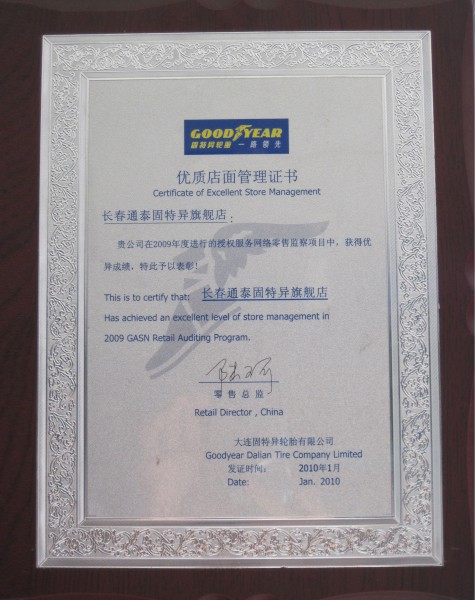 GOODYEAR
固特异轮胎 一路领先
优质店面管理证书
Certificate of Excellent Store Management
长春通泰固特异旗舰店:
贵公司在2009年度进行的授权服务网络零售监察项目中,获得优
异成绩,特此予以表彰!
This is to certify that: 长春通泰固特异旗舰店
Has achieved an excellent level of store management in
2009 GASN Retail Auditing Program.
零售总监
Retail Director , China
大连固特异轮胎有限公司
Goodyear Dalian Tire Company Limited
发证时间: 2010年1月
Date: Jan. 2010